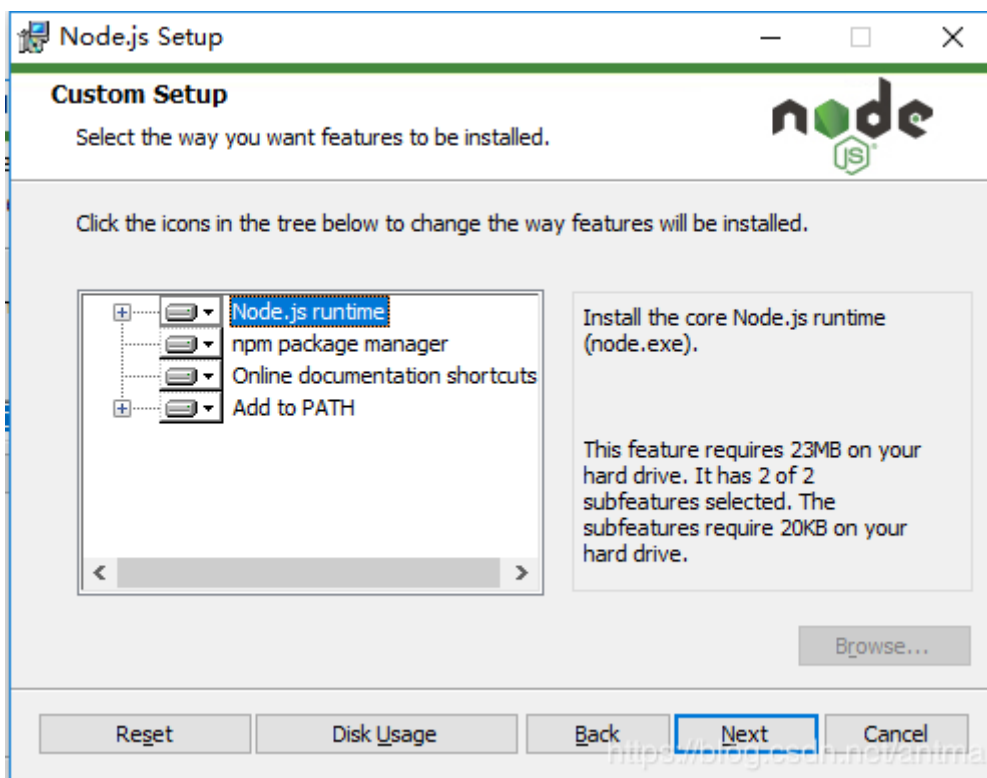 Node.js Setup
Custom Setup
Select the way you want features to be installed.
node
JS
Click the icons in the tree below to change the way features will be installed.
Node.js runtime
npm package manager
Online documentation shortcuts
Add to PATH
Install the core Node.js runtime
(node.exe).
This feature requires 23MB on your
hard drive. It has 2 of 2
subfeatures selected. The
subfeatures require 20KB on your
hard drive.
Browse...
Reset
Disk Usage
Back
Next
Cancel
https://blog.csdn.net/antma